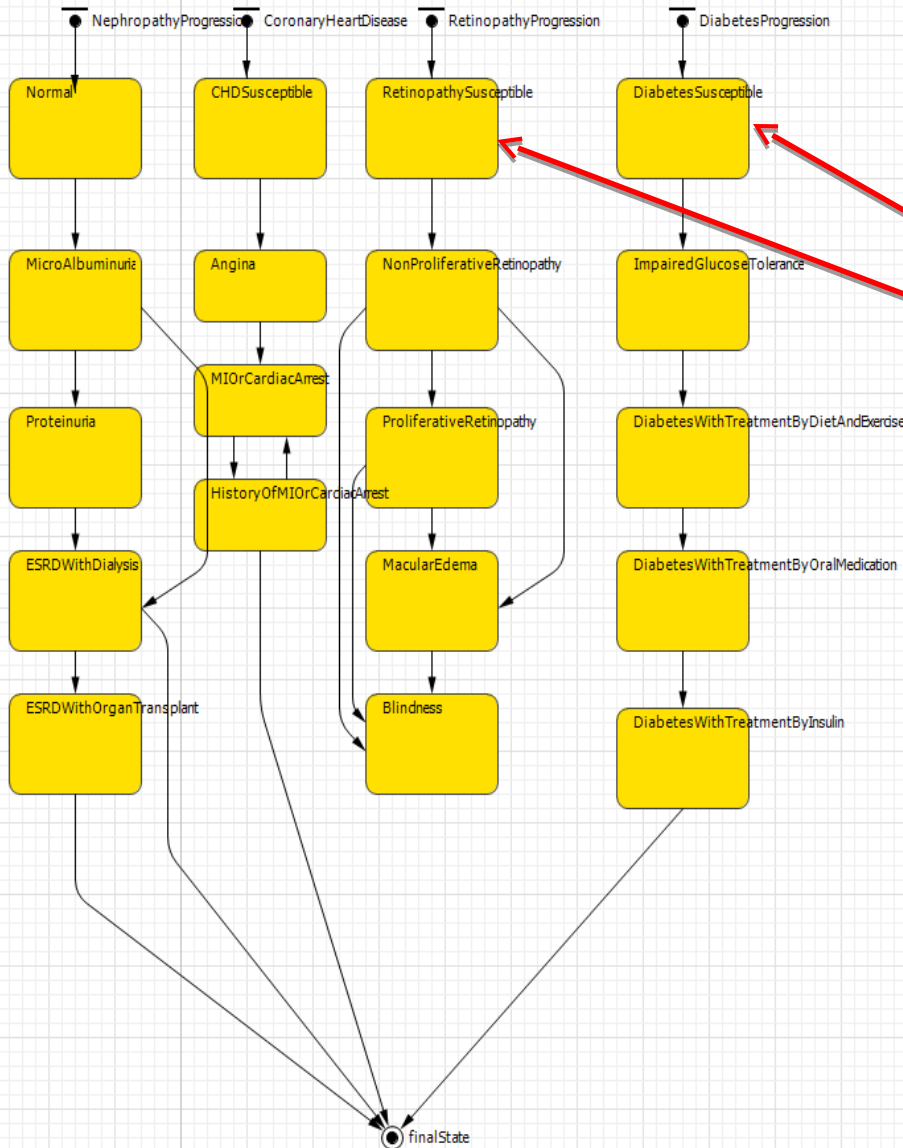 NephropathyProgression
CoronaryHeartDisease
RetinopathyProgression
DiabetesProgression
Normal
CHDSusceptible
RetinopathySusceptible
DiabetesSusceptible
MicroAlbuminuria
Angina
NonProliferativeRetinopathy
ImpairedGlucoseTolerance
MIOrCardiacArrest
Proteinuria
ProliferativeRetinopathy
DiabetesWithTreatmentByDietAndExercise
HistoryOfMIOrCardiacArrest
ESRDWithDialysis
MacularEdema
DiabetesWithTreatmentByOralMedication
ESRDWithOrganTransplant
Blindness
DiabetesWithTreatmentByInsulin
finalState